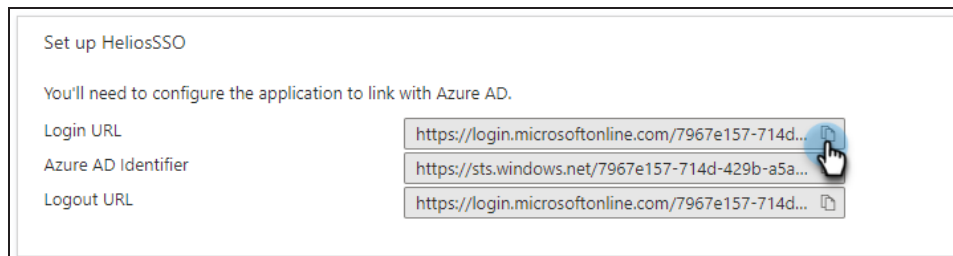 Set up HeliosSSO
You'll need to configure the application to link with Azure AD.
Login URL
https://login.microsoftonline.com/7967e157-714d...
Azure AD Identifier
https://sts.windows.net/7967e157-714d-429b-a5a...
Logout URL
https://login.microsoftonline.com/7967e157-714d...